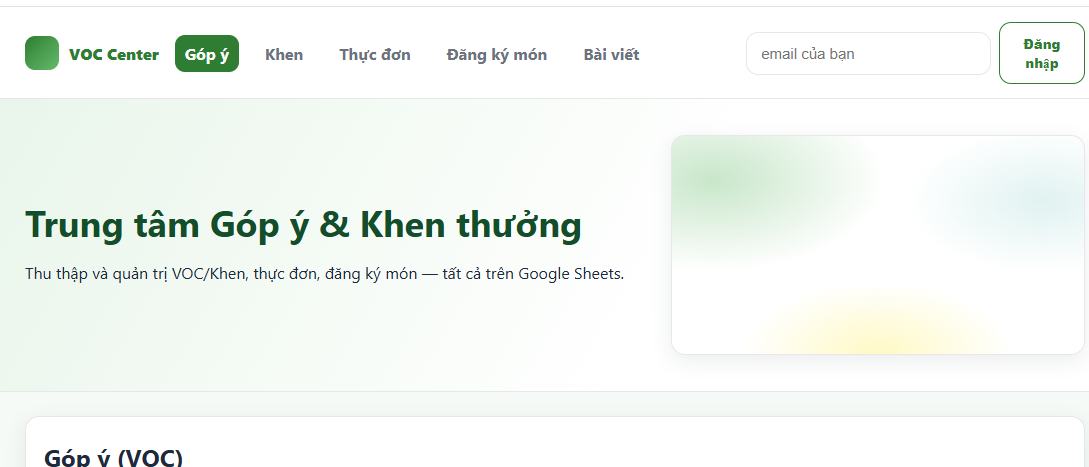 VOC Center Góp ý Khen Thực đơn Đăng ký món Bài viết email của bạn Đăng
nhập
Trung tâm Góp ý & Khen thưởng
Thu thập và quản trị VOC/Khen, thực đơn, đăng ký món — tất cả trên Google Sheets.
Góp ý (VOC)